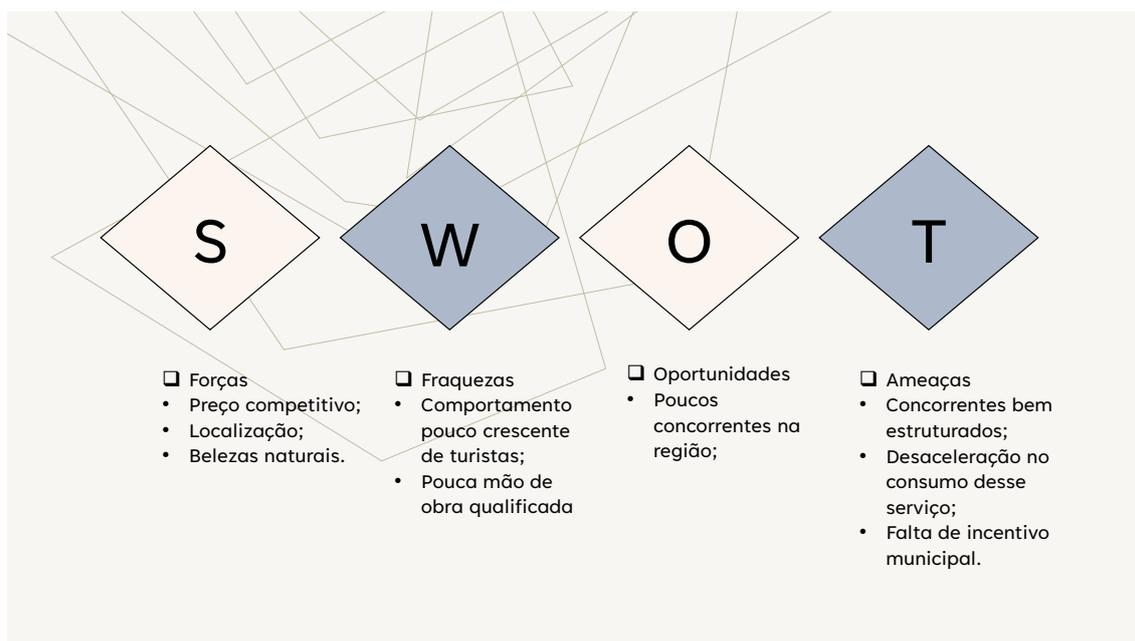 S
W
O
T
❑ Forças
• Preço competitivo;
• Localização;
• Belezas naturais.
❑ Fraquezas
• Comportamento
pouco crescente
de turistas;
• Pouca mão de
obra qualificada
❑ Oportunidades
• Poucos
concorrentes na
região;
❑ Ameaças
• Concorrentes bem
estruturados;
• Desaceleração no
consumo desse
serviço;
• Falta de incentivo
municipal.